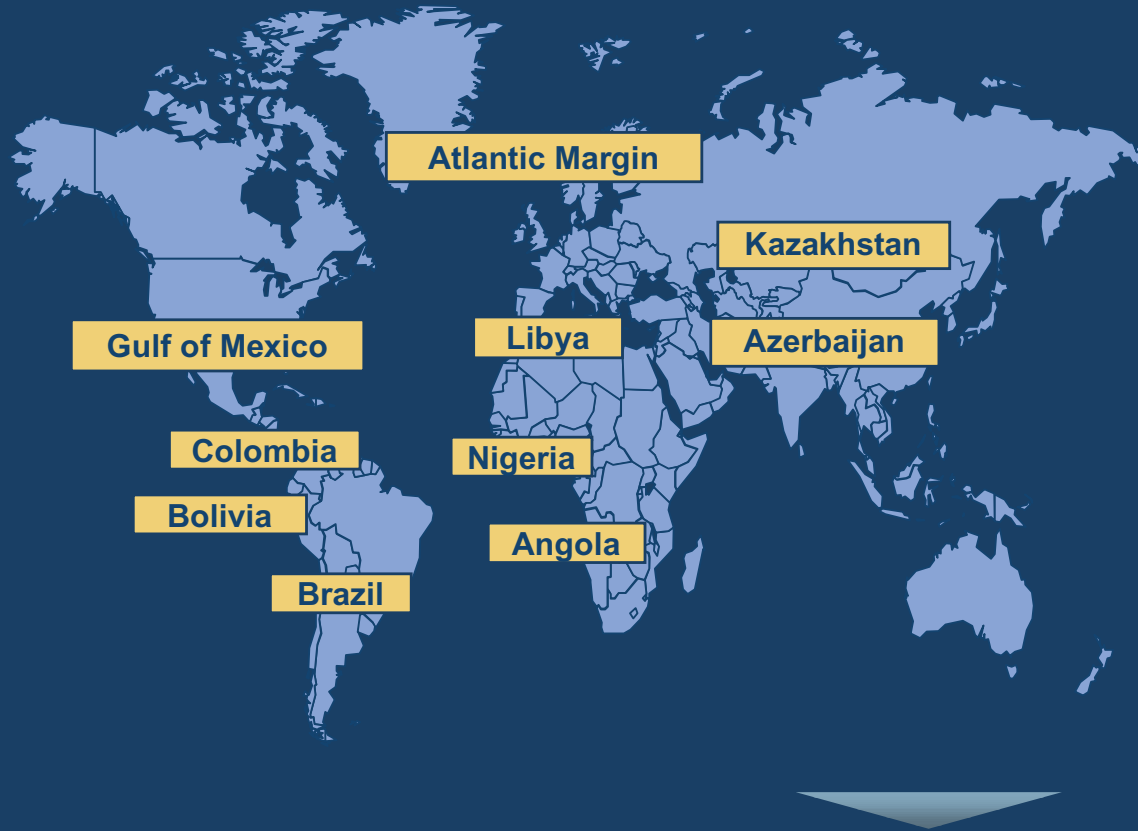 Atlantic Margin
Kazakhstan
Gulf of Mexico
Libya
Azerbaijan
Colombia
Nigeria
Bolivia
Angola
Brazil